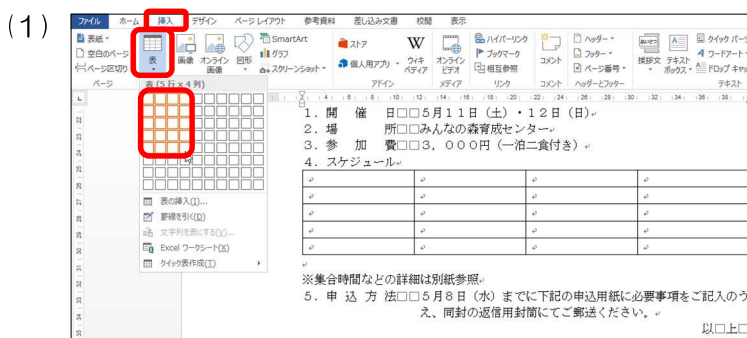 (1)
ファイル ホーム 挿入 デザイン ページ レイアウト 参考資料 差し込み文書 校閲 表示
表紙
空白のページ
ページ区切り
ページ
表
画像 オンライン画像 図形
SmartArt
グラフ
スクリーンショット
ストア
個人用アプリ
アドイン
ウィキペディア
オンラインビデオ
メディア
ハイパーリンク
ブックマーク
相互参照
リンク
コメント
コメント
ヘッダー
フッター
ページ番号
ヘッダーとフッター
あいさつ
挨拶文
テキストボックス
クイック パーツ
ワードアート
ドロップ キャッ
テキスト
表 (5 行 x 4 列)
表の挿入(I)...
罫線を引く(D)
文字列を表にする(V)...
Excel ワークシート(X)
クイック表作成(T)
1．開　催　日□□5月11日（土）・12日（日）
2．場　　　所□□みんなの森育成センター
3．参　加　費□□3，000円（一泊二食付き）
4．スケジュール
※集合時間などの詳細は別紙参照
5．申 込 方 法□□5月8日（水）までに下記の申込用紙に必要事項をご記入のう
え、同封の返信用封筒にてご郵送ください。
以□上□